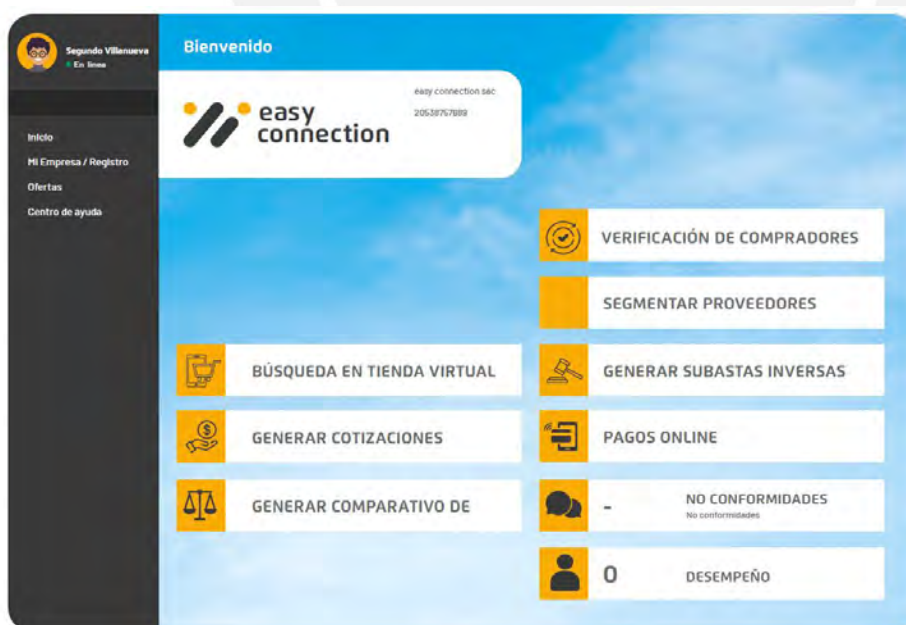 Segundo Villanueva
En línea
Inicio
Mi Empresa / Registro
Ofertas
Centro de ayuda
Bienvenido
easy connection sac
20538757889
easy
connection
VERIFICACIÓN DE COMPRADORES
SEGMENTAR PROVEEDORES
BÚSQUEDA EN TIENDA VIRTUAL
GENERAR SUBASTAS INVERSAS
GENERAR COTIZACIONES
PAGOS ONLINE
GENERAR COMPARATIVO DE
- NO CONFORMIDADES
No conformidades
0 DESEMPEÑO